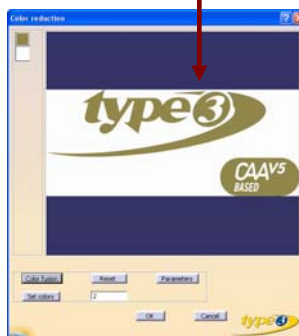 Color reduction
type3
CAA V5
BASED
Color fusion
Reset
Parameters
Set colors
2
OK
Cancel
type3